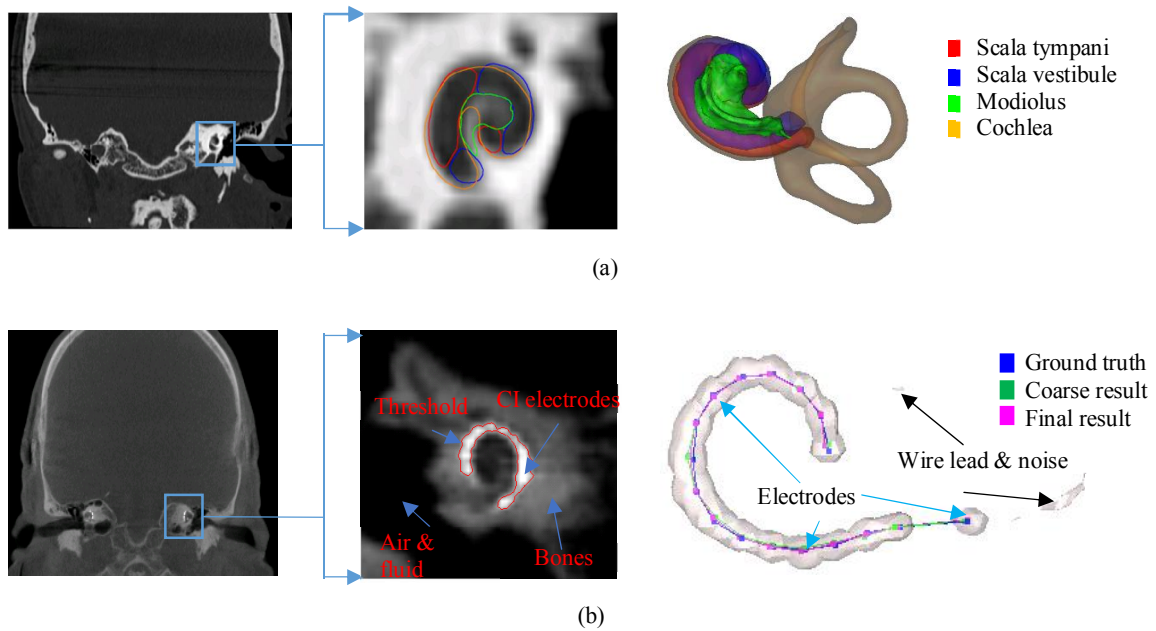 Scala tympani
Scala vestibule
Modiolus
Cochlea
(a)
Threshold
CI electrodes
Air &
fluid
Bones
Ground truth
Coarse result
Final result
Wire lead & noise
Electrodes
(b)